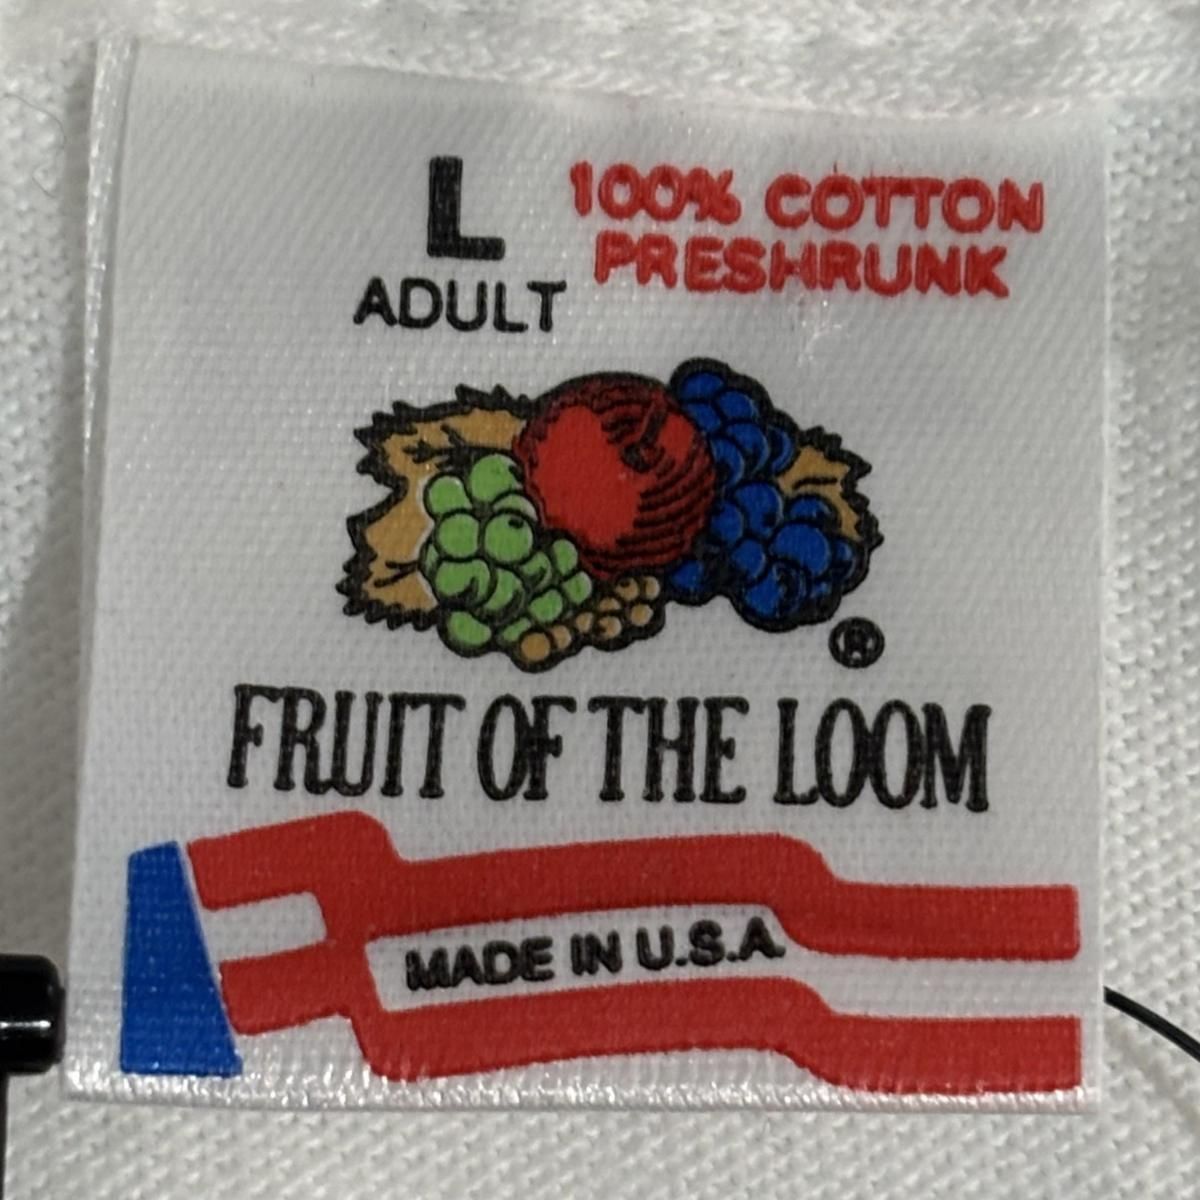 L
ADULT
100% COTTON
PRESHRUNK
®
FRUIT OF THE LOOM
MADE IN U.S.A.